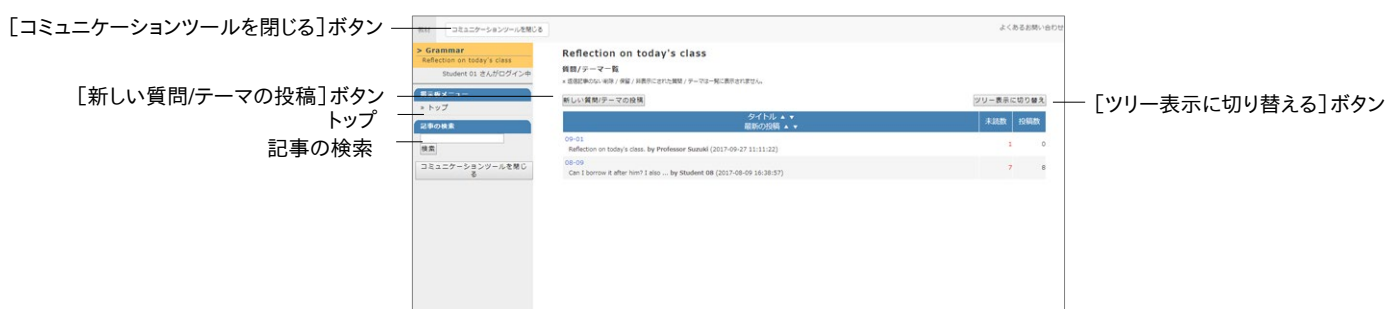 ［コミュニケーションツールを閉じる］ボタン
［新しい質問/テーマの投稿］ボタン
トップ
記事の検索
［ツリー表示に切り替える］ボタン
教材
コミュニケーションツールを閉じる
よくあるお問い合わせ
> Grammar
Reflection on today's class
Student 01 さんがログイン中
掲示板メニュー
» トップ
記事の検索
検索
コミュニケーションツールを閉じ
る
Reflection on today's class
質問/テーマ一覧
新しい質問/テーマの投稿
ツリー表示に切り替え
タイトル ▲ ▼
最新の投稿 ▲ ▼
未読数
投稿数
09-01
Reflection on today's class. by Professor Suzuki (2017-09-27 11:11:22)
1
0
08-09
Can I borrow it after him? I also ... by Student 08 (2017-08-09 16:38:57)
7
8